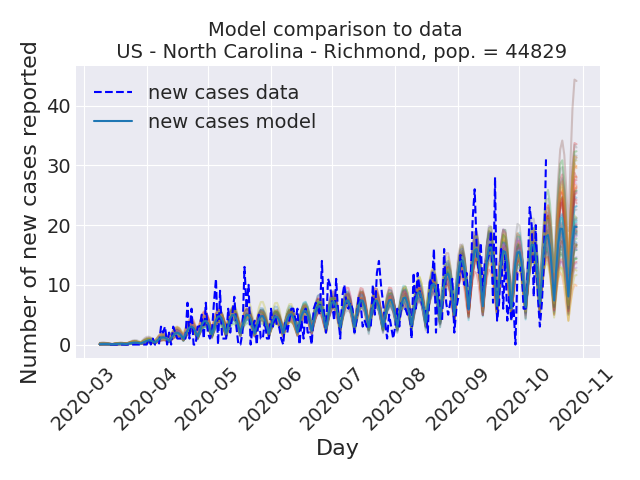 Model comparison to data
US - North Carolina - Richmond, pop. = 44829
Number of new cases reported
new cases data
new cases model
40
30
20
10
0
2020-03
2020-04
2020-05
2020-06
2020-07
2020-08
2020-09
2020-10
2020-11
Day